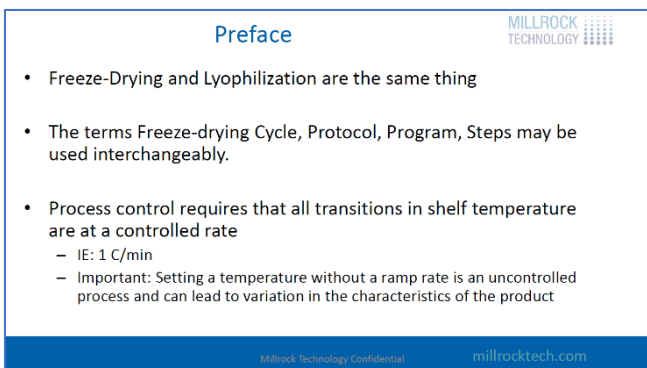 Preface
MILLROCK
TECHNOLOGY
• Freeze-Drying and Lyophilization are the same thing
• The terms Freeze-drying Cycle, Protocol, Program, Steps may be
used interchangeably.
• Process control requires that all transitions in shelf temperature
are at a controlled rate
– IE: 1 C/min
– Important: Setting a temperature without a ramp rate is an uncontrolled
process and can lead to variation in the characteristics of the product
Millrock Technology Confidential
millrocktech.com